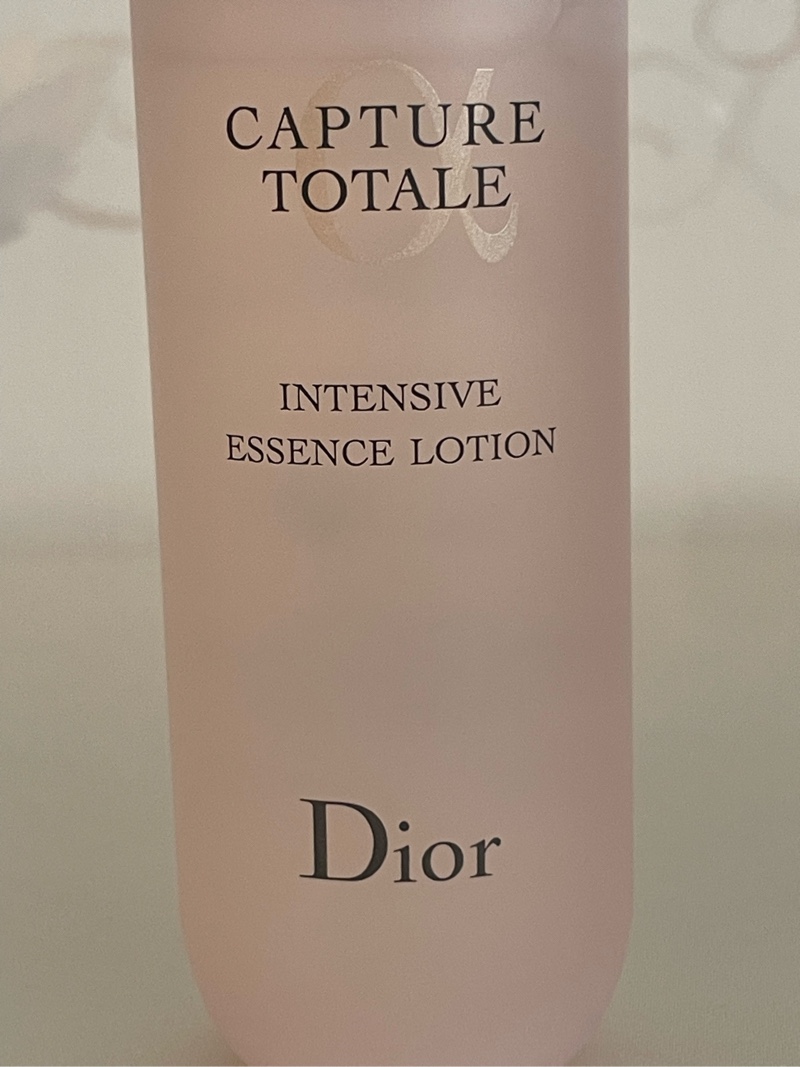 CAPTURE
TOTALE
INTENSIVE
ESSENCE LOTION
Dior